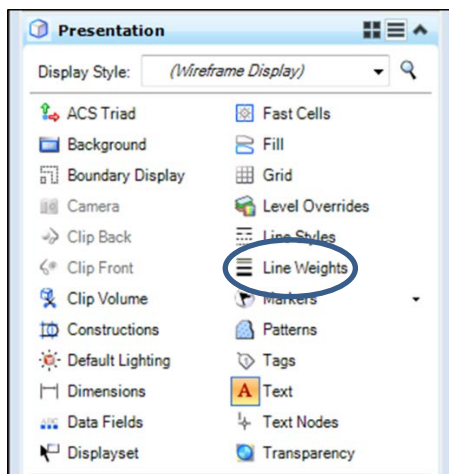 Presentation
Display Style: (Wireframe Display)
ACS Triad Fast Cells
Background Fill
Boundary Display Grid
Camera Level Overrides
Clip Back Line Styles
Clip Front Line Weights
Clip Volume Markers
Constructions Patterns
Default Lighting Tags
Dimensions A Text
ABC Data Fields Text Nodes
Displayset Transparency